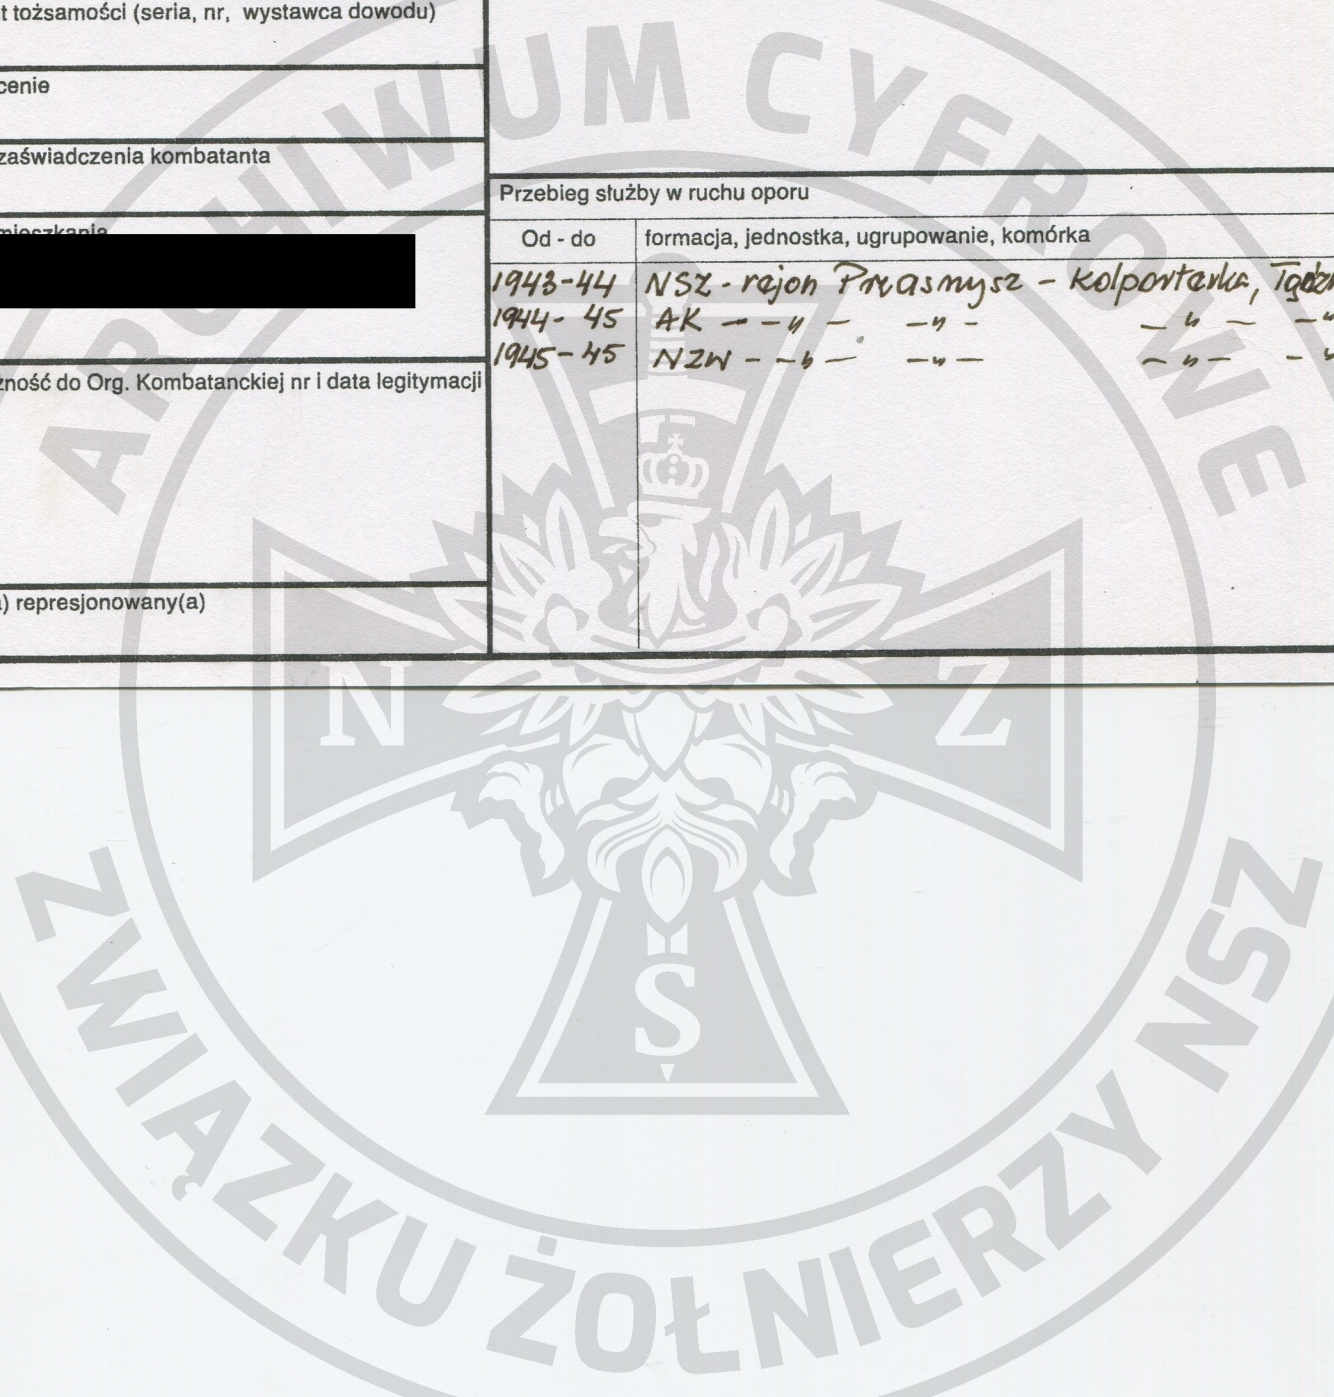 t tożsamości (seria, nr, wystawca dowodu)
cenie
zaświadczenia kombatanta
mieszkania
żność do Org. Kombatanckiej nr i data legitymacji
) represjonowany(a)
Przebieg służby w ruchu oporu
Od - do formacja, jednostka, ugrupowanie, komórka
1943-44 NSZ - rejon Przasnysz - kolporterka,
1944- 45 AK - - " - - " - - " - - "
1945-45 NZW - - " - - " - - " - - "
ARCHIWUM CYFROWE
N Z
S
ZWIĄZKU ŻOŁNIERZY NSZ